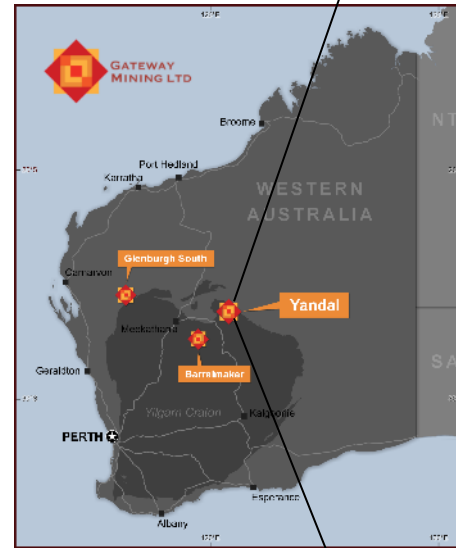 GATEWAY
MINING LTD
Broome
NT
Port Hedland
Karratha
WESTERN
AUSTRALIA
Glenburgh South
Carnarvon
Yandal
Meekatharra
Barmimaker
Geraldton
SA
Yilgarn Craton
Kalgoorlie
PERTH
Esperance
Albany